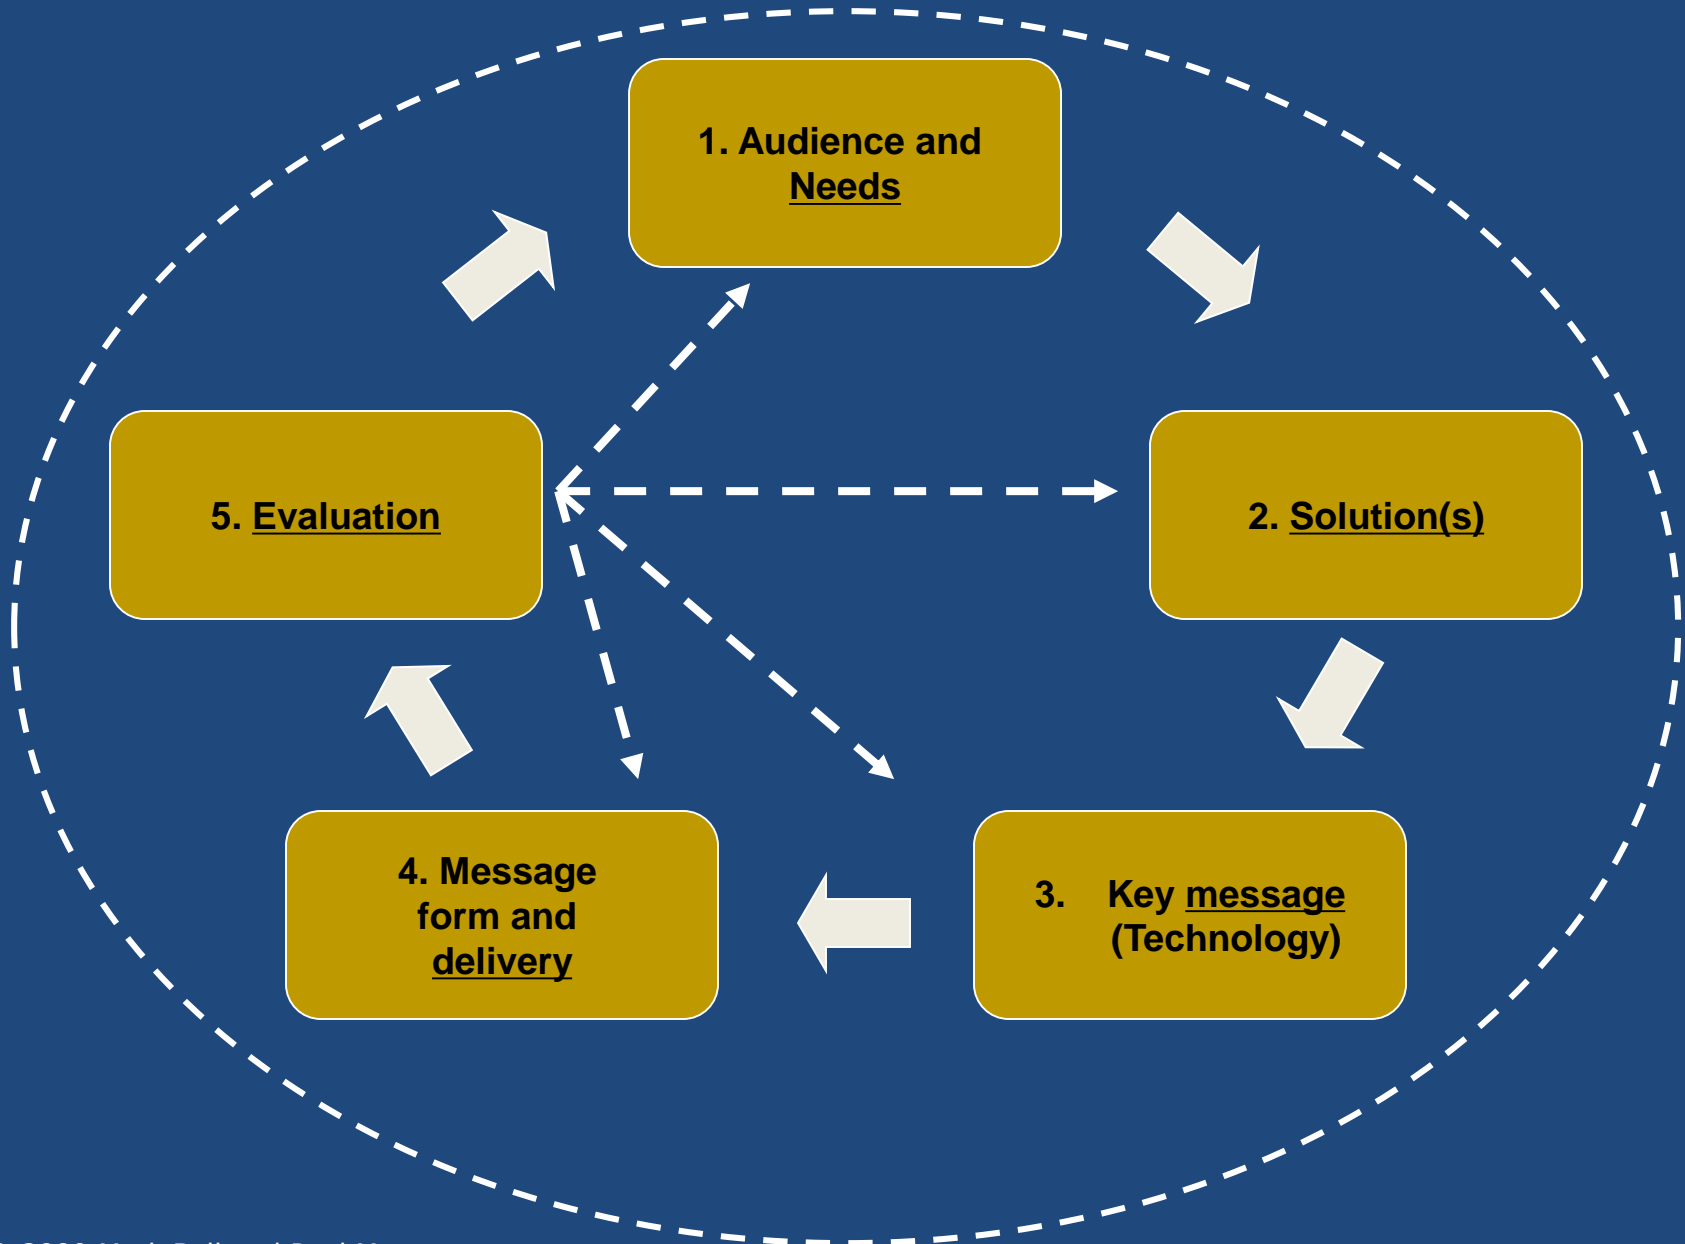 1. Audience and
Needs
5. Evaluation
2. Solution(s)
4. Message
form and
delivery
3. Key message
(Technology)